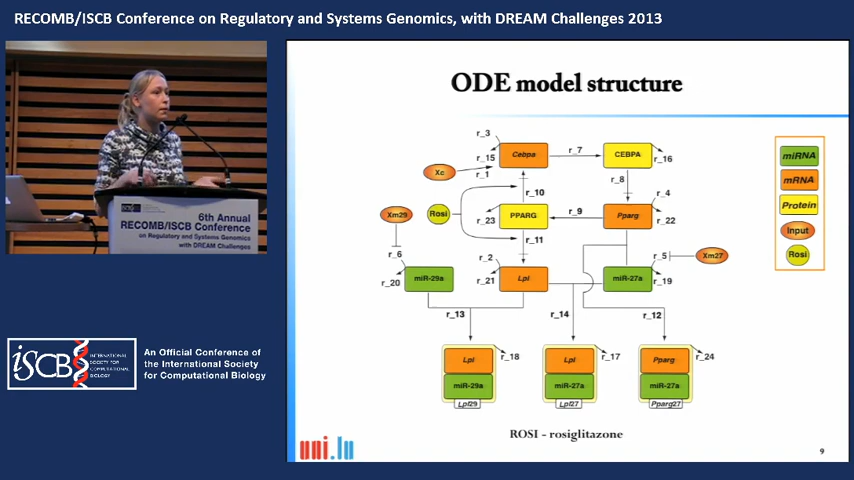 RECOMB/ISCB Conference on Regulatory and Systems Genomics, with DREAM Challenges 2013
6th Annual
RECOMB/ISCB Conference
on Regulatory and Systems Genomics
with DREAM Challenges
iSCB
INTERNATIONAL
SOCIETY FOR
COMPUTATIONAL
BIOLOGY
An Official Conference of
the International Society
for Computational Biology
ODE model structure
r_3
Cebpa
r_7
CEBPA
r_15
r_16
Xc
r_1
r_10
r_8
r_4
Xm29
Rosi
r_23
PPARG
r_9
Pparg
r_22
r_11
r_6
r_2
r_5
Xm27
r_20
miR-29a
r_21
Lpl
miR-27a
r_19
r_13
r_14
r_12
Lpl
r_18
Lpl
r_17
Pparg
r_24
miR-29a
miR-27a
miR-27a
Lpl29
Lpl27
Pparg27
miRNA
mRNA
Protein
Input
Rosi
ROSI - rosiglitazone
uni.lu
9